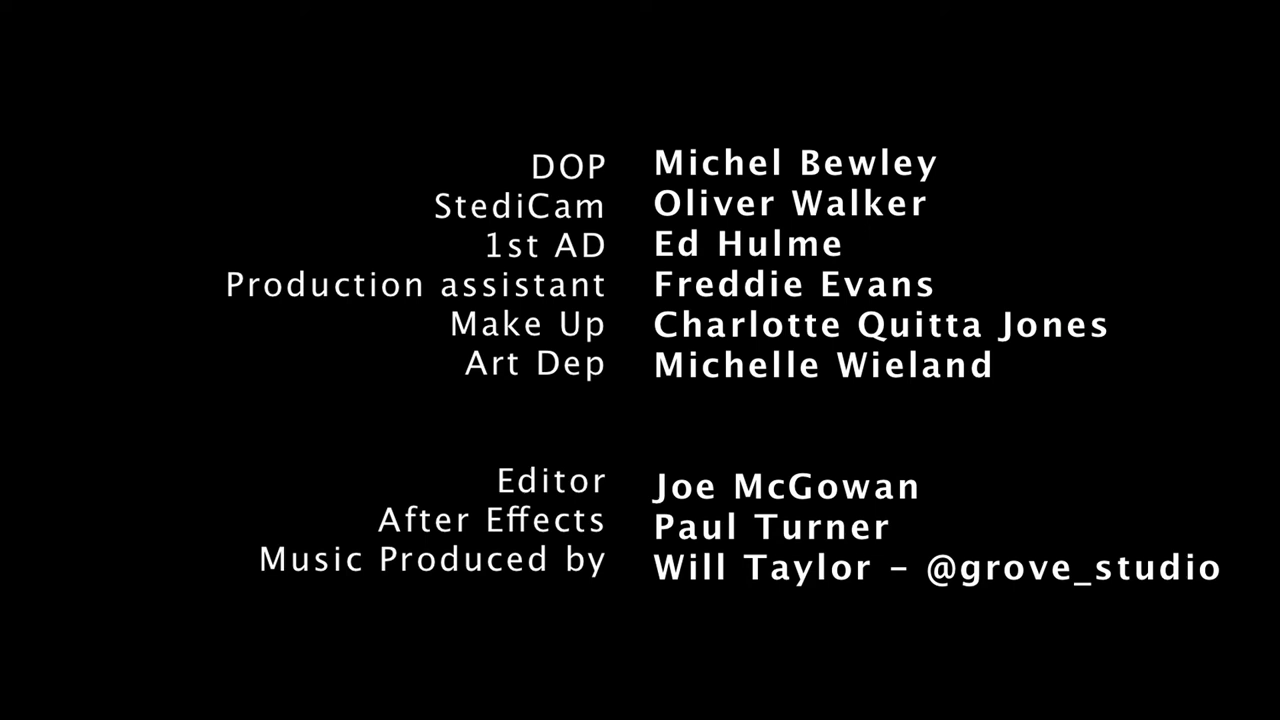 DOP Michel Bewley
StediCam Oliver Walker
1st AD Ed Hulme
Production assistant Freddie Evans
Make Up Charlotte Quitta Jones
Art Dep Michelle Wieland
Editor Joe McGowan
After Effects Paul Turner
Music Produced by Will Taylor – @grove_studio